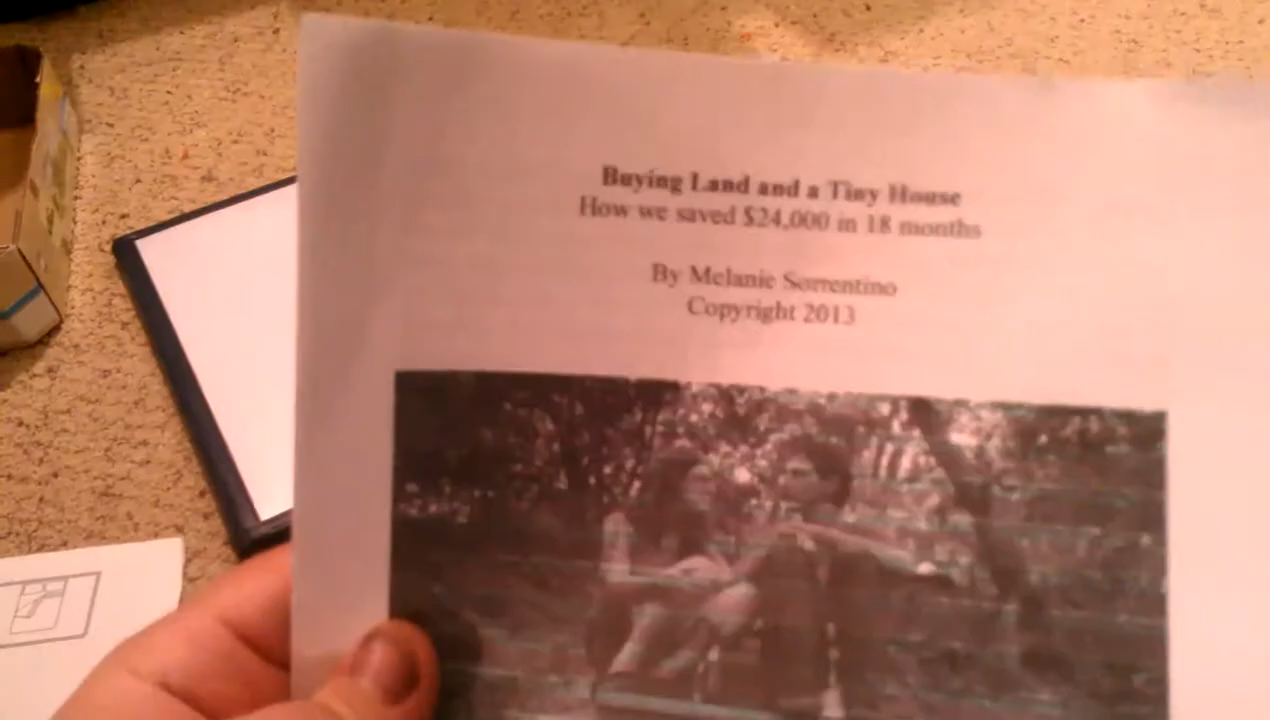 Buying Land and a Tiny House
How we saved $24,000 in 18 months
By Melanie Sorrentino
Copyright 2013